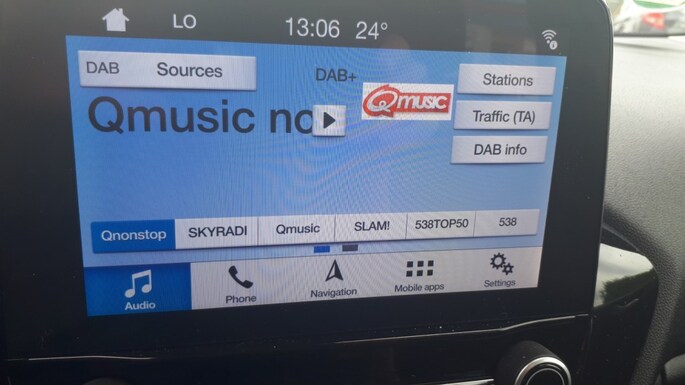 LO 13:06 24°
DAB Sources
DAB+
Qmusic
Stations
Qmusic no
Traffic (TA)
DAB info
Qnonstop SKYRADI Qmusic SLAM! 538TOP50 538
Audio Phone Navigation Mobile apps Settings